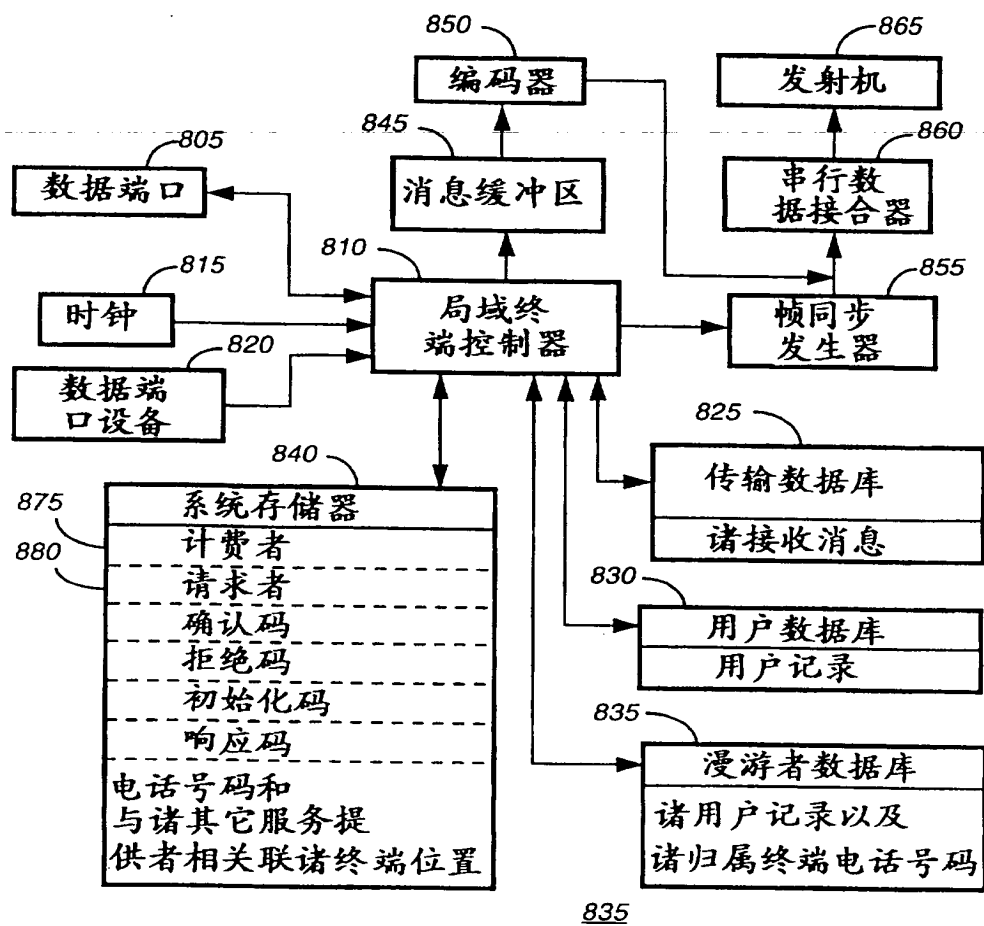 850
编码器
865
发射机
845
消息缓冲区
860
串行数
据接合器
805
数据端口
810
局域终
端控制器
815
时钟
855
帧同步
发生器
820
数据端
口设备
825
传输数据库
诸接收消息
840
系统存储器
875
计费者
880
请求者
确认码
拒绝码
初始化码
响应码
电话号码和
与诸其它服务提
供者相关联诸终端位置
830
用户数据库
用户记录
835
漫游者数据库
诸用户记录以及
诸归属终端电话号码
835